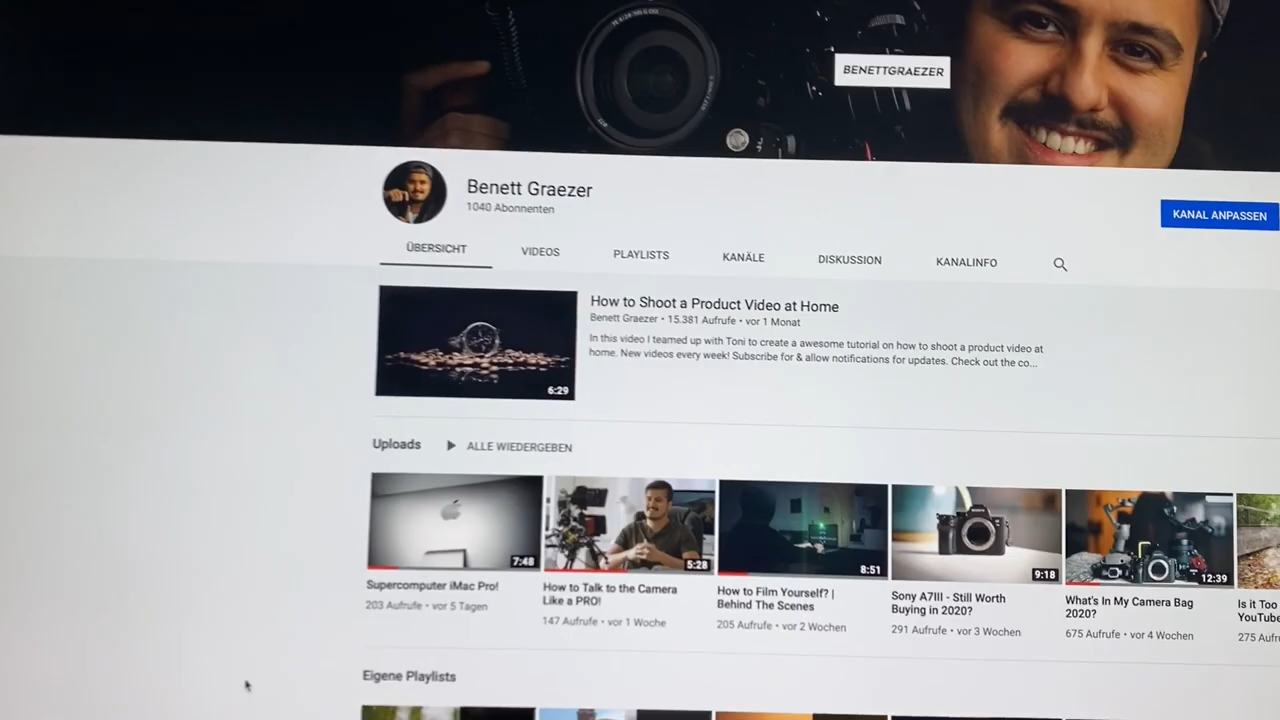 BENETTGRAEZER
Benett Graezer
1040 Abonnenten
KANAL ANPASSEN
ÜBERSICHT VIDEOS PLAYLISTS KANÄLE DISKUSSION KANALINFO
How to Shoot a Product Video at Home
Benett Graezer • 15.381 Aufrufe • vor 1 Monat
In this video I teamed up with Toni to create a awesome tutorial on how to shoot a product video at
home. New videos every week! Subscribe for & allow notifications for updates. Check out the co...
6:29
Uploads ALLE WIEDERGEBEN
7:48
5:28
8:51
9:18
12:39
Supercomputer iMac Pro!
203 Aufrufe • vor 5 Tagen
How to Talk to the Camera
Like a PRO!
147 Aufrufe • vor 1 Woche
How to Film Yourself? |
Behind The Scenes
205 Aufrufe • vor 2 Wochen
Sony A7III - Still Worth
Buying in 2020?
291 Aufrufe • vor 3 Wochen
What's In My Camera Bag
2020?
675 Aufrufe • vor 4 Wochen
Is it Too
YouTube
275 Aufr
Eigene Playlists